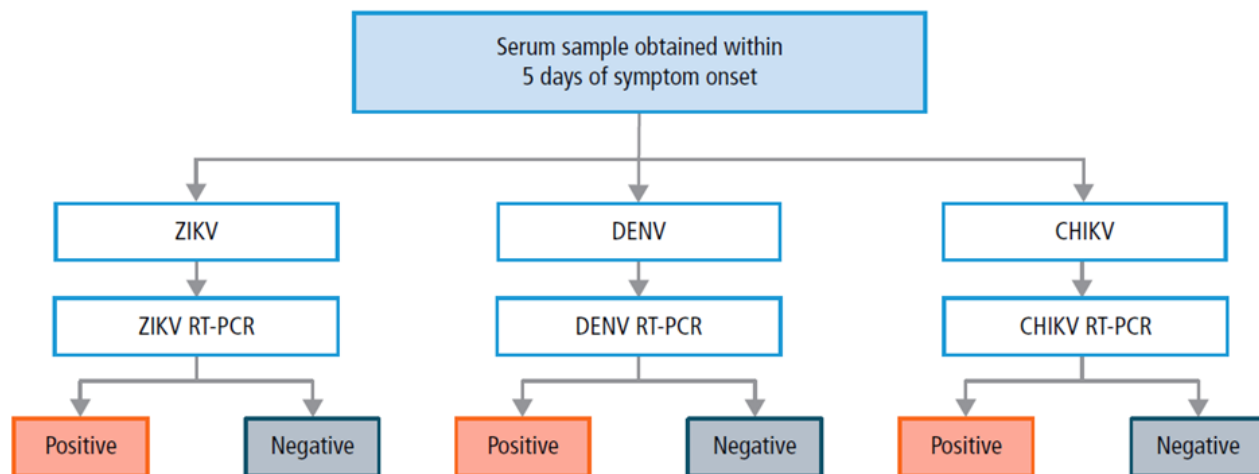 Serum sample obtained within
5 days of symptom onset
ZIKV
DENV
CHIKV
ZIKV RT-PCR
DENV RT-PCR
CHIKV RT-PCR
Positive
Negative
Positive
Negative
Positive
Negative